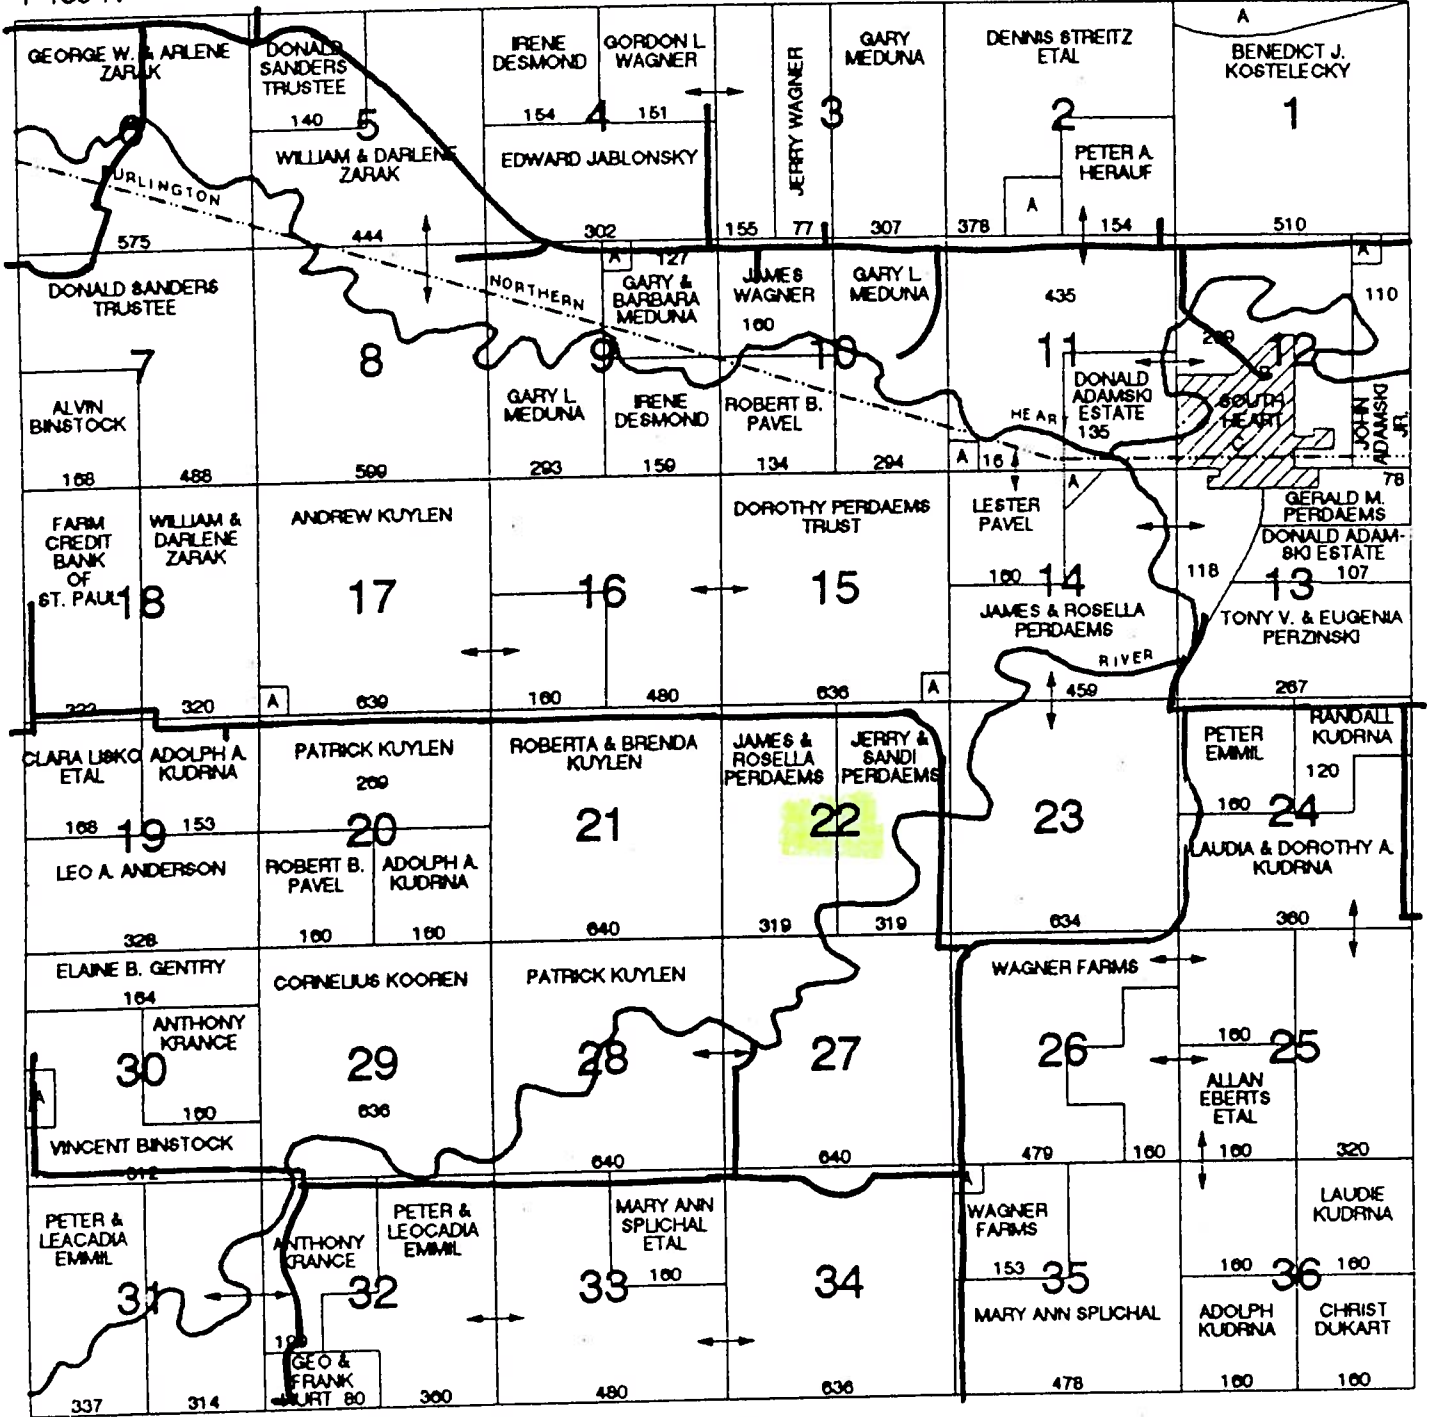 A
GEORGE W. & ARLENE
ZARAK
DONALD
SANDERS
TRUSTEE
140
5
WILLIAM & DARLENE
ZARAK
IRENE
DESMOND
154
GORDON L
WAGNER
151
4
EDWARD JABLONSKY
JERRY WAGNER
GARY
MEDUNA
3
DENNIS STREITZ
ETAL
2
PETER A.
HERAUF
A
BENEDICT J.
KOSTELECKY
1
575
444
302
155
77
307
378
154
510
URLINGTON
NORTHERN
DONALD SANDERS
TRUSTEE
7
ALVIN
BINSTOCK
168
488
8
599
A
127
GARY &
BARBARA
MEDUNA
9
GARY L.
MEDUNA
293
IRENE
DESMOND
159
JAMES
WAGNER
160
GARY L.
MEDUNA
10
ROBERT B.
PAVEL
134
294
435
11
DONALD
ADAMSKI
ESTATE
135
HEART
A
16
A
110
12
SOUTH
HEART
C
JOHN
ADAMSKI
JR.
78
FARM
CREDIT
BANK
OF
ST. PAUL
18
WILLIAM &
DARLENE
ZARAK
320
ANDREW KUYLEN
17
A
639
16
160
480
DOROTHY PERDAEMS
TRUST
15
636
A
LESTER
PAVEL
A
160
14
JAMES & ROSELLA
PERDAEMS
RIVER
459
GERALD M.
PERDAEMS
DONALD ADAM-
SKI ESTATE
118
13
107
TONY V. & EUGENIA
PERZINSKI
267
CLARA LISKO
ETAL
168
ADOLPH A.
KUDRNA
153
19
LEO A. ANDERSON
328
PATRICK KUYLEN
269
20
ROBERT B.
PAVEL
160
ADOLPH A.
KUDRNA
160
ROBERTA & BRENDA
KUYLEN
21
640
JAMES &
ROSELLA
PERDAEMS
JERRY &
SANDI
PERDAEMS
22
319
319
23
634
PETER
EMMIL
160
RANDALL
KUDRNA
120
24
LAUDIA & DOROTHY A.
KUDRNA
360
ELAINE B. GENTRY
164
ANTHONY
KRANCE
30
160
A
VINCENT BINSTOCK
312
CORNELIUS KOOREN
29
636
PATRICK KUYLEN
28
640
27
640
WAGNER FARMS
26
479
160
160
25
ALLAN
EBERTS
ETAL
160
320
PETER &
LEACADIA
EMMIL
31
337
314
ANTHONY
KRANCE
PETER &
LEOCADIA
EMMIL
32
GEO &
FRANK
KURT 80
360
MARY ANN
SPLICHAL
ETAL
160
33
480
34
636
A
WAGNER
FARMS
153
35
MARY ANN SPLICHAL
478
LAUDIE
KUDRNA
160
36
160
ADOLPH
KUDRNA
160
CHRIST
DUKART
160